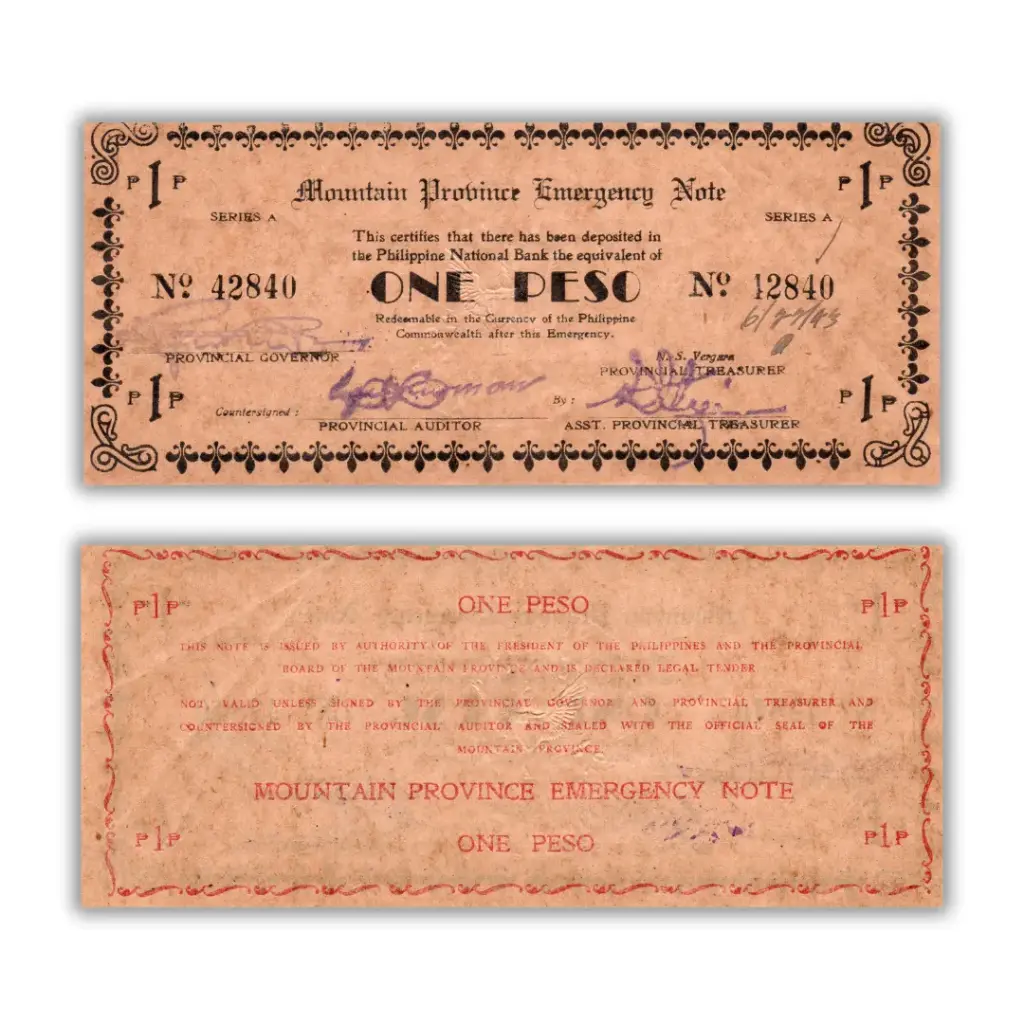 ₱ 1 ₱
₱ 1 ₱
Mountain Province Emergency Note
SERIES A
SERIES A
This certifies that there has been deposited in
the Philippine National Bank the equivalent of
Nº 42840
ONE PESO
Nº 42840
Redeemable in the Currency of the Philippine
Commonwealth after this Emergency.
6/27/43
PROVINCIAL GOVERNOR
N. S. Vergara
PROVINCIAL TREASURER
₱ 1 ₱
Countersigned :
By :
₱ 1 ₱
PROVINCIAL AUDITOR
ASST. PROVINCIAL TREASURER
₱1₱
ONE PESO
₱1₱
THIS NOTE IS ISSUED BY AUTHORITY OF THE PRESIDENT OF THE PHILIPPINES AND THE PROVINCIAL
BOARD OF THE MOUNTAIN PROVINCE AND IS DECLARED LEGAL TENDER
NOT VALID UNLESS SIGNED BY THE PROVINCIAL GOVERNOR AND PROVINCIAL TREASURER AND
COUNTERSIGNED BY THE PROVINCIAL AUDITOR AND SEALED WITH THE OFFICIAL SEAL OF THE
MOUNTAIN PROVINCE.
MOUNTAIN PROVINCE EMERGENCY NOTE
₱1₱
ONE PESO
₱1₱